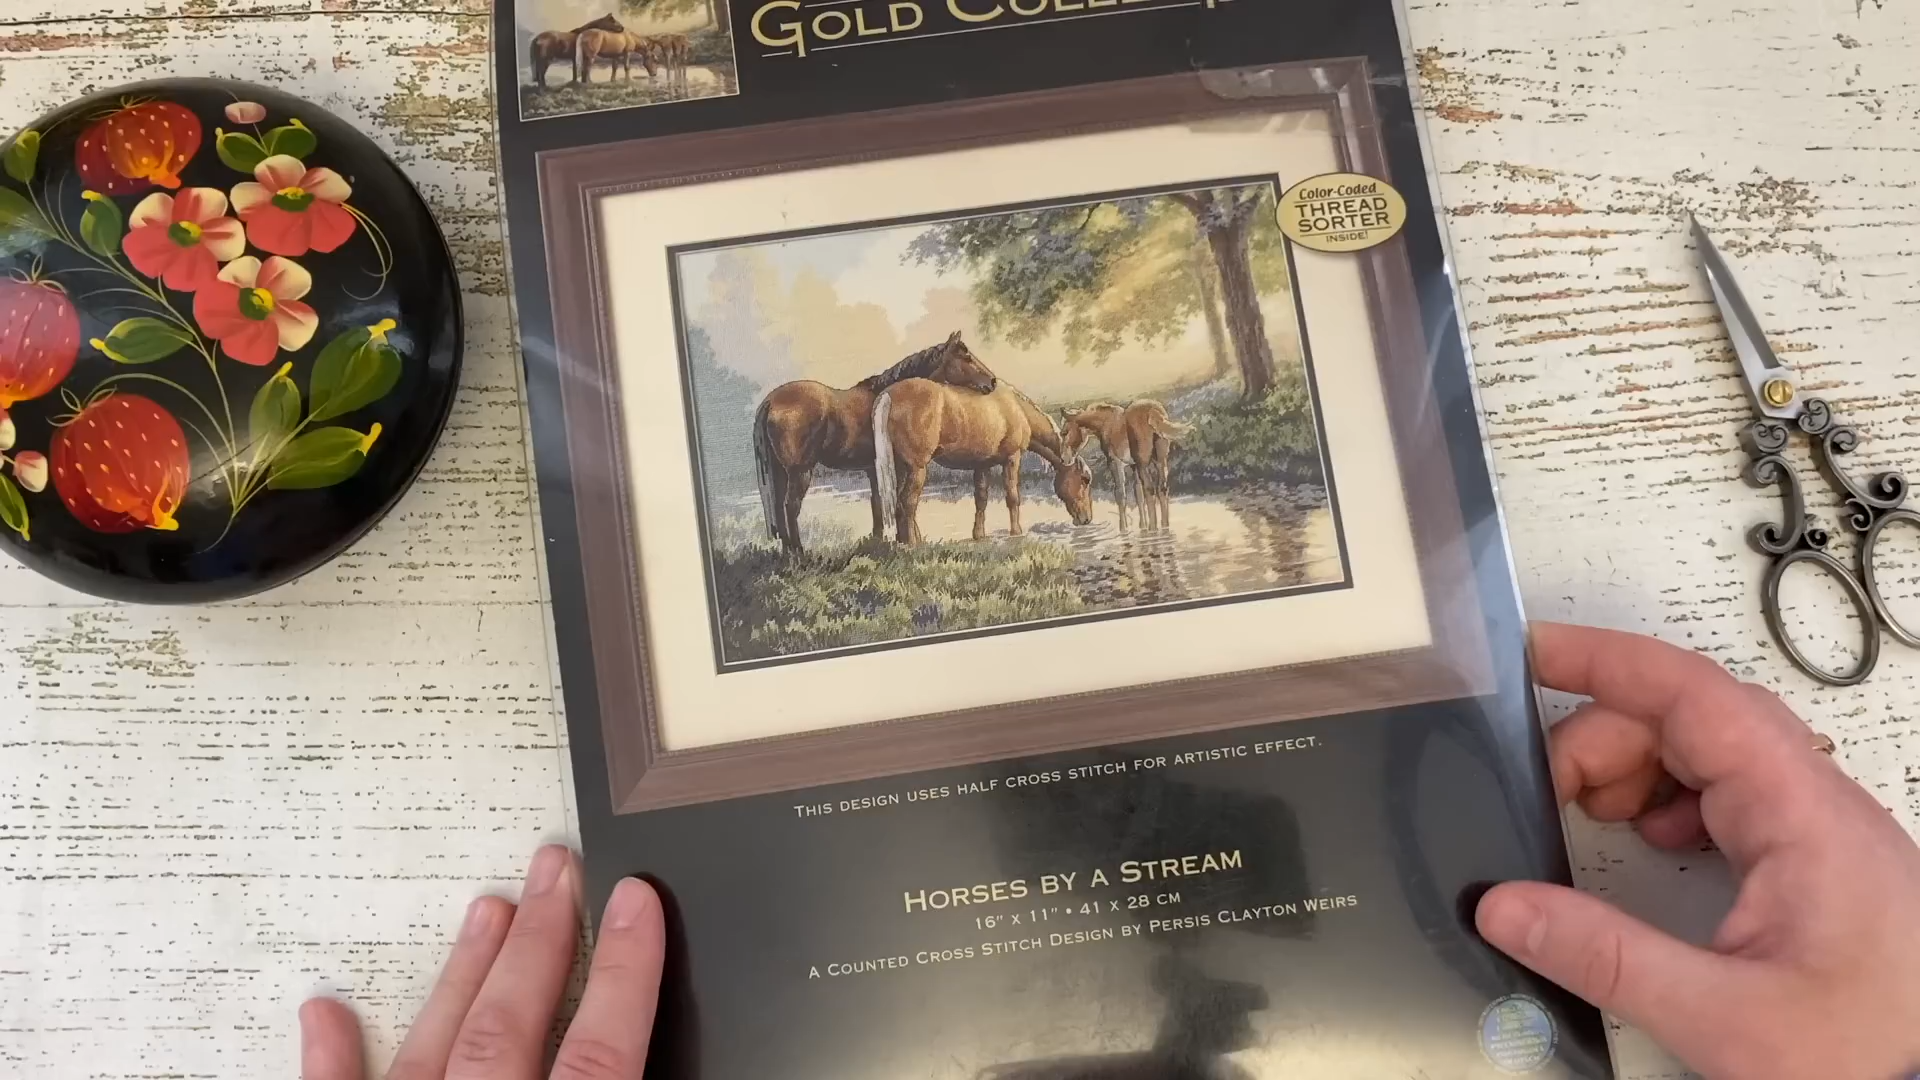 GOLD
Color-Coded
THREAD
SORTER
INSIDE!
THIS DESIGN USES HALF CROSS STITCH FOR ARTISTIC EFFECT.
HORSES BY A STREAM
16" X 11" • 41 X 28 CM
A COUNTED CROSS STITCH DESIGN BY PERSIS CLAYTON WEIRS